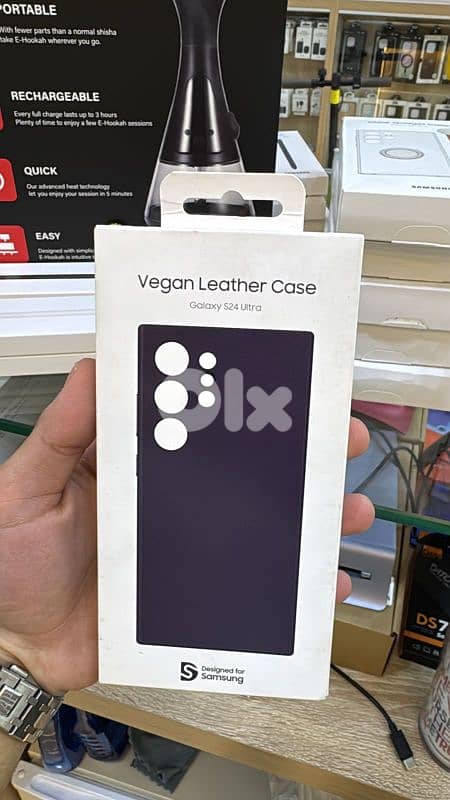 PORTABLE
With fewer parts than a normal shisha
take E-Hookah wherever you go.
RECHARGEABLE
Every full charge lasts up to 3 hours
Plenty of time to enjoy a few E-Hookah sessions
QUICK
Our advanced heat technology
let you enjoy your session in 5 minutes
EASY
Designed with
E-Hookah is
Vegan Leather Case
Galaxy S24 Ultra
Olx
Designed for
Samsung
DS7